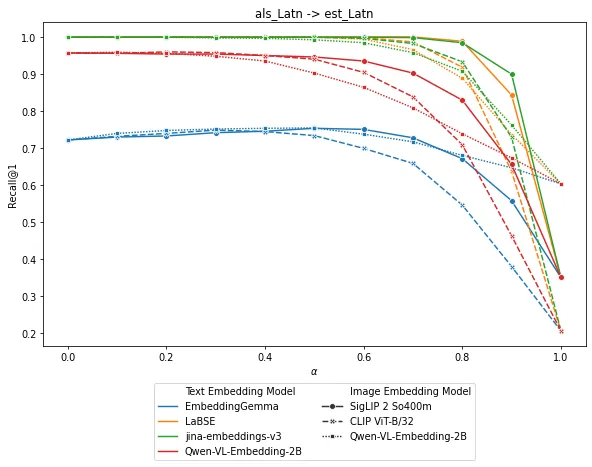 als_Latn -> est_Latn
1.0
0.9
0.8
0.7
0.6
0.5
0.4
0.3
0.2
Recall@1
0.0 0.2 0.4 0.6 0.8 1.0
α
Text Embedding Model Image Embedding Model
EmbeddingGemma SigLIP 2 So400m
LaBSE CLIP ViT-B/32
jina-embeddings-v3 Qwen-VL-Embedding-2B
Qwen-VL-Embedding-2B